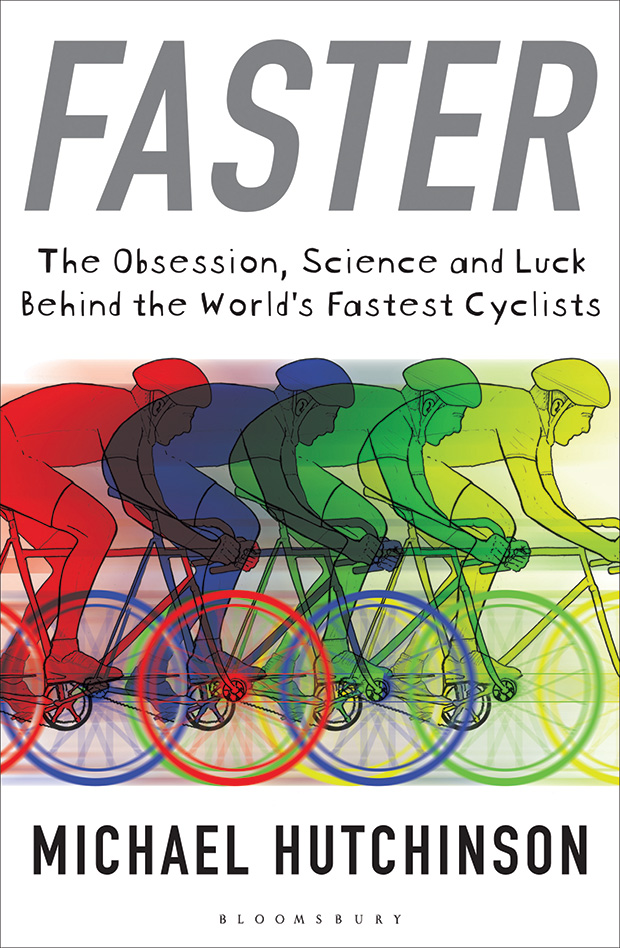 FASTER
The Obsession, Science and Luck
Behind the World's Fastest Cyclists
MICHAEL HUTCHINSON
BLOOMSBURY